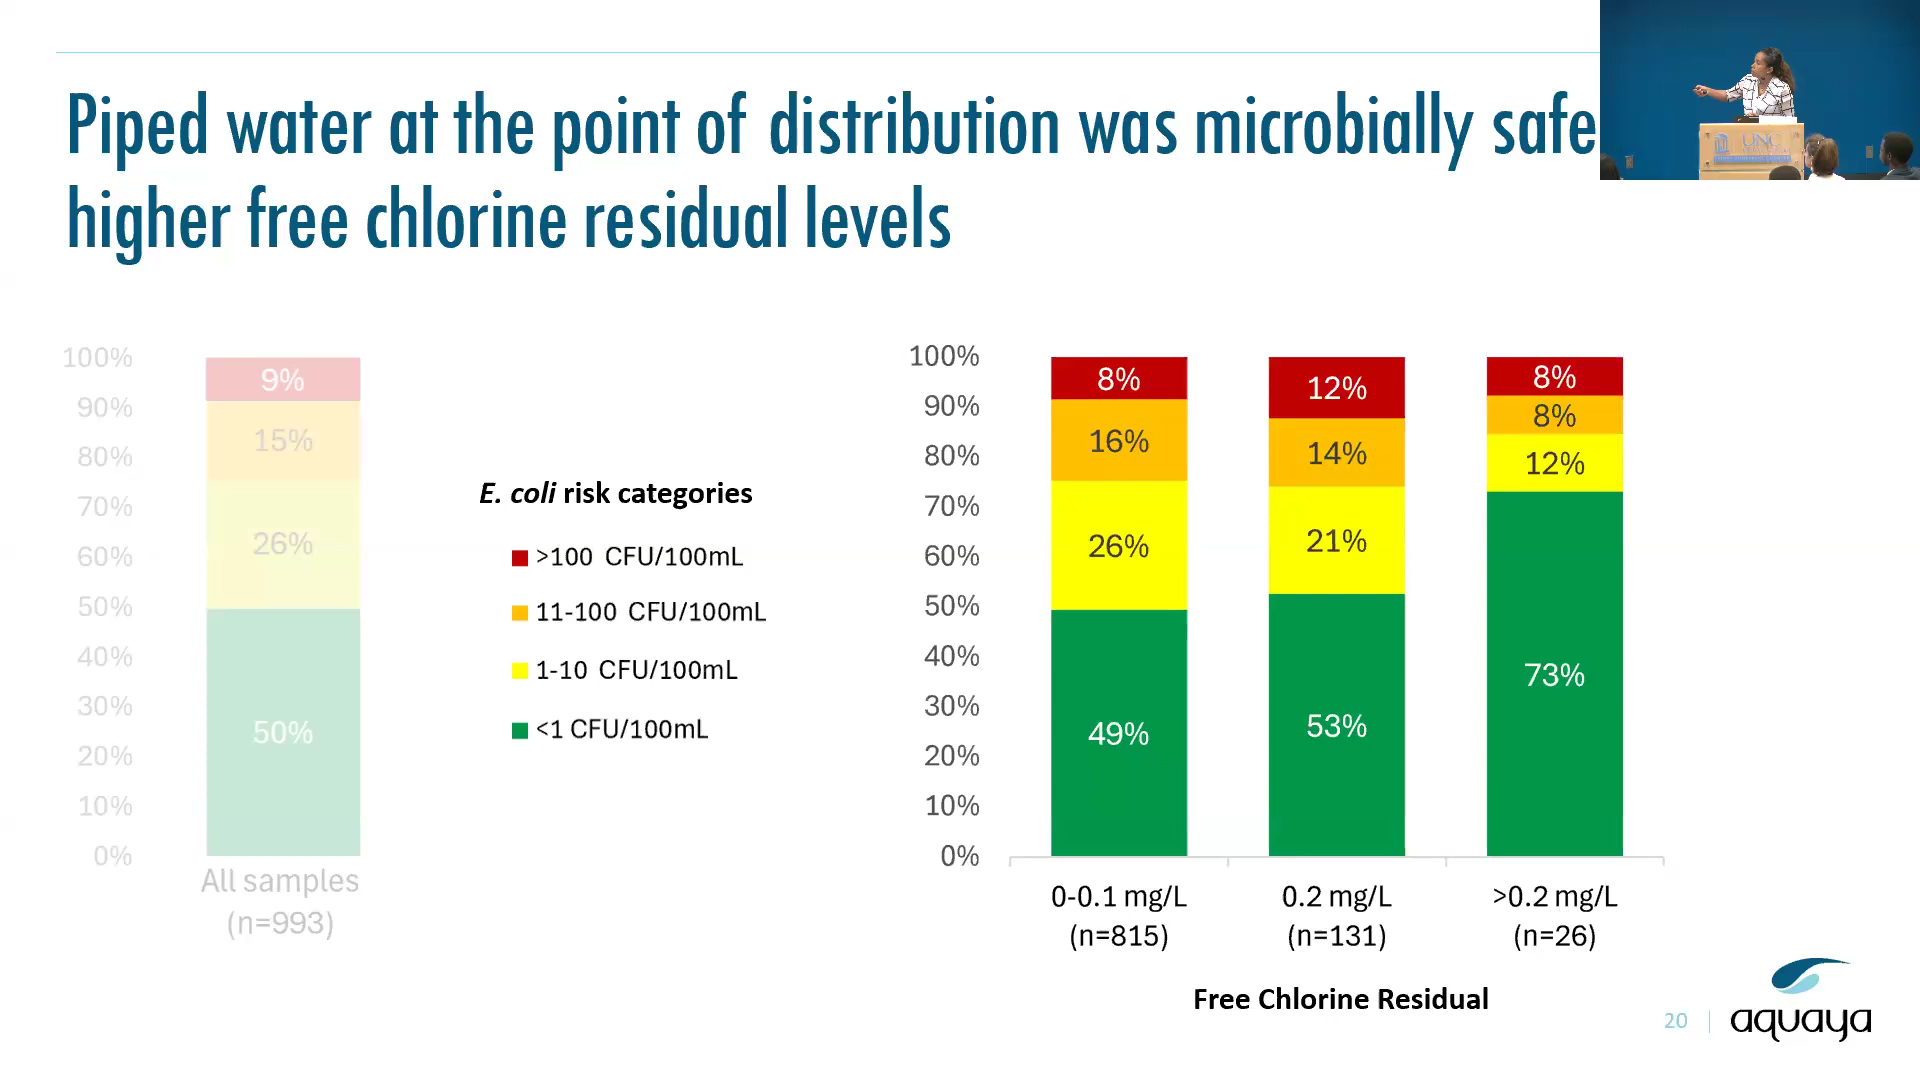 Piped water at the point of distribution was microbially safe
higher free chlorine residual levels
100%
90%
80%
70%
60%
50%
40%
30%
20%
10%
0%
9%
15%
26%
50%
All samples
(n=993)
E. coli risk categories
>100 CFU/100mL
11-100 CFU/100mL
1-10 CFU/100mL
<1 CFU/100mL
100%
90%
80%
70%
60%
50%
40%
30%
20%
10%
0%
8%
16%
26%
49%
12%
14%
21%
53%
8%
8%
12%
73%
0-0.1 mg/L
(n=815)
0.2 mg/L
(n=131)
>0.2 mg/L
(n=26)
Free Chlorine Residual
20
aquaya
UNC